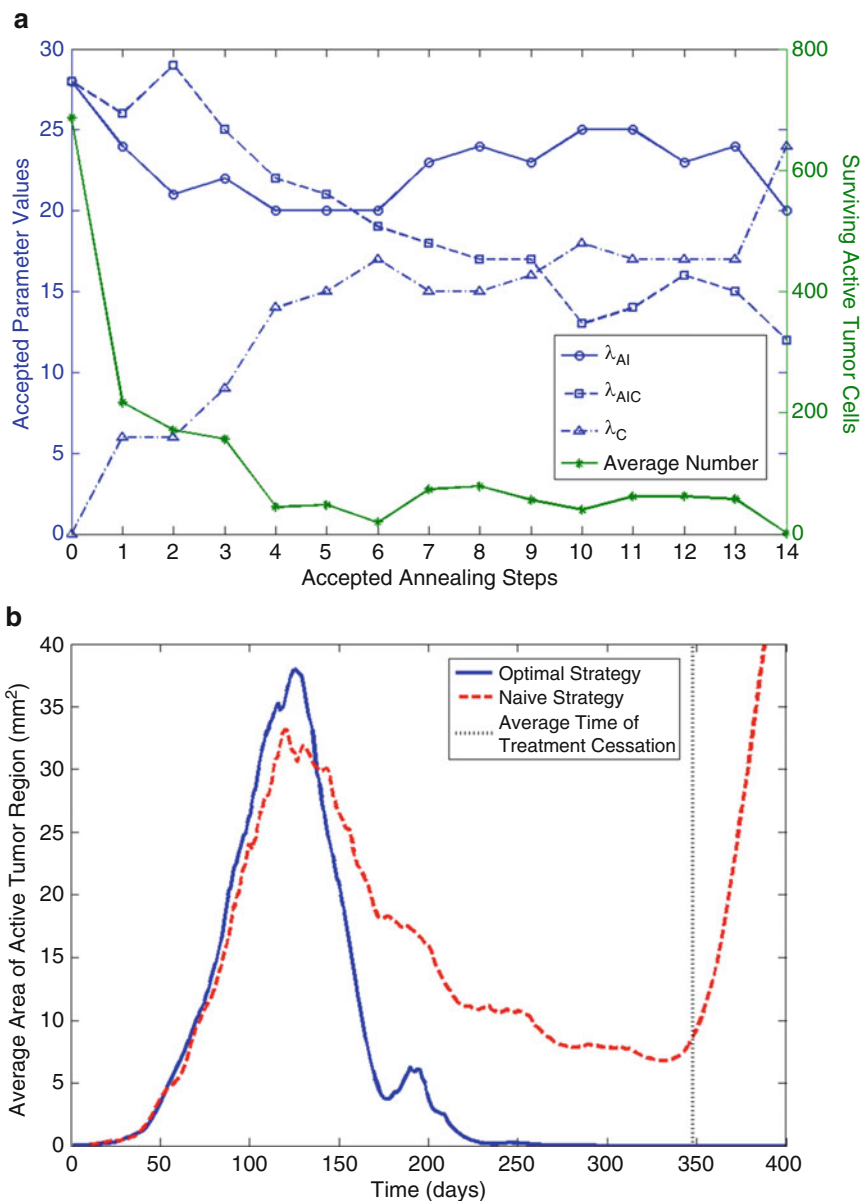 a
30
25
20
15
10
5
0
Accepted Parameter Values
800
600
400
200
0
Surviving Active Tumor Cells
λAI
λAIC
λC
Average Number
0 1 2 3 4 5 6 7 8 9 10 11 12 13 14
Accepted Annealing Steps
b
40
35
30
25
20
15
10
5
0
Average Area of Active Tumor Region (mm2)
Optimal Strategy
Naive Strategy
Average Time of
Treatment Cessation
0 50 100 150 200 250 300 350 400
Time (days)